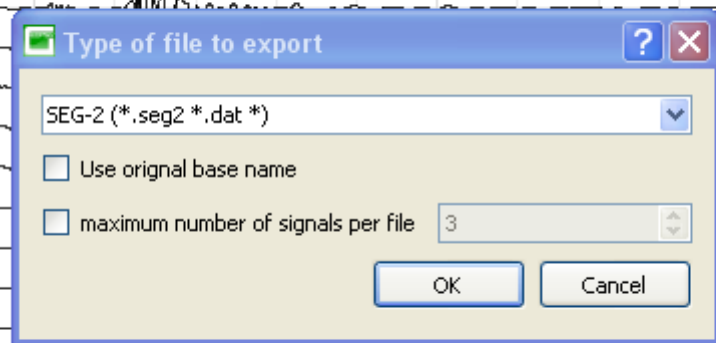 Type of file to export
SEG-2 (*.seg2 *.dat *)
Use orignal base name
maximum number of signals per file 3
OK Cancel